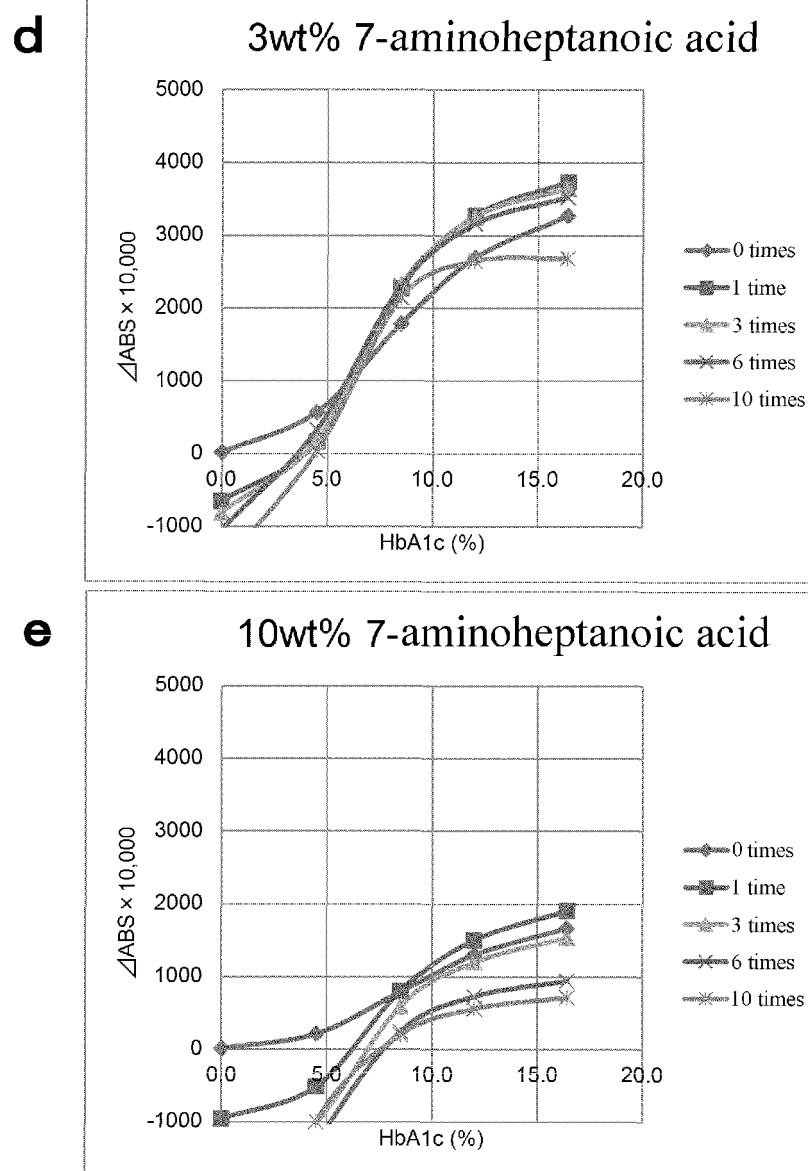 d
3wt% 7-aminoheptanoic acid
5000
4000
3000
2000
1000
0
-1000
⊿ABS × 10,000
0.0 5.0 10.0 15.0 20.0
HbA1c (%)
0 times
1 time
3 times
6 times
10 times
e
10wt% 7-aminoheptanoic acid
5000
4000
3000
2000
1000
0
-1000
⊿ABS × 10,000
0.0 5.0 10.0 15.0 20.0
HbA1c (%)
0 times
1 time
3 times
6 times
10 times